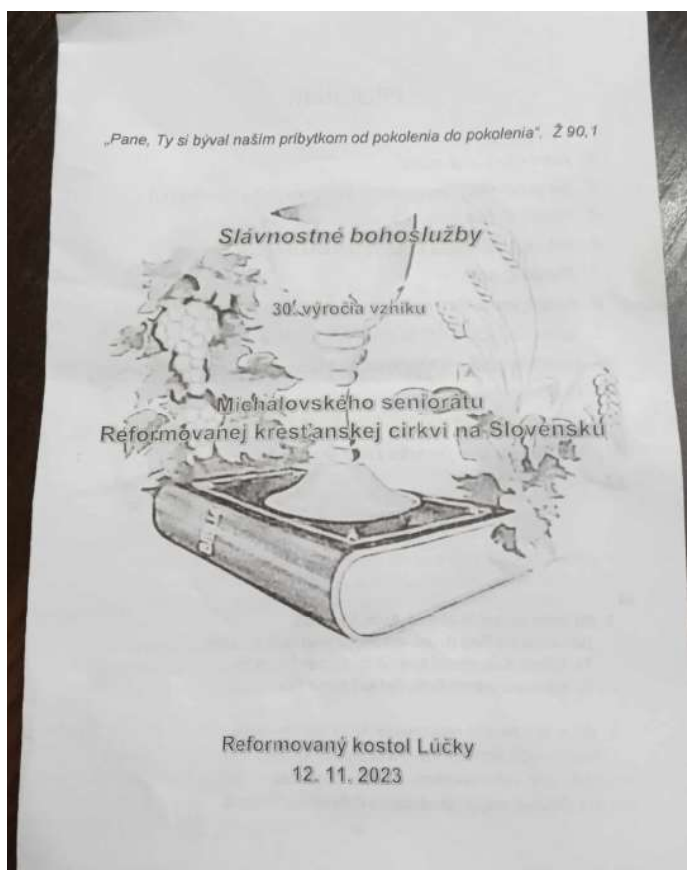 „Pane, Ty si býval našim príbytkom od pokolenia do pokolenia“. Ž 90,1
Slávnostné bohoslužby
30. výročia vzniku
Michalovského seniorátu
Reformovanej kresťanskej cirkvi na Slovensku
Reformovaný kostol Lúčky
12. 11. 2023